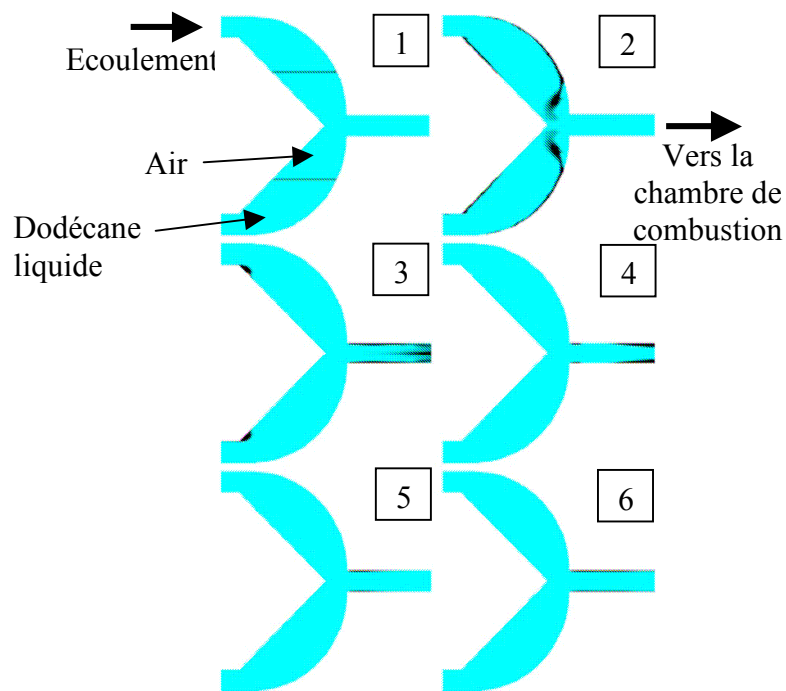 1
2
Ecoulement
Air
Vers la
chambre de
combustion
Dodécane
liquide
3
4
5
6